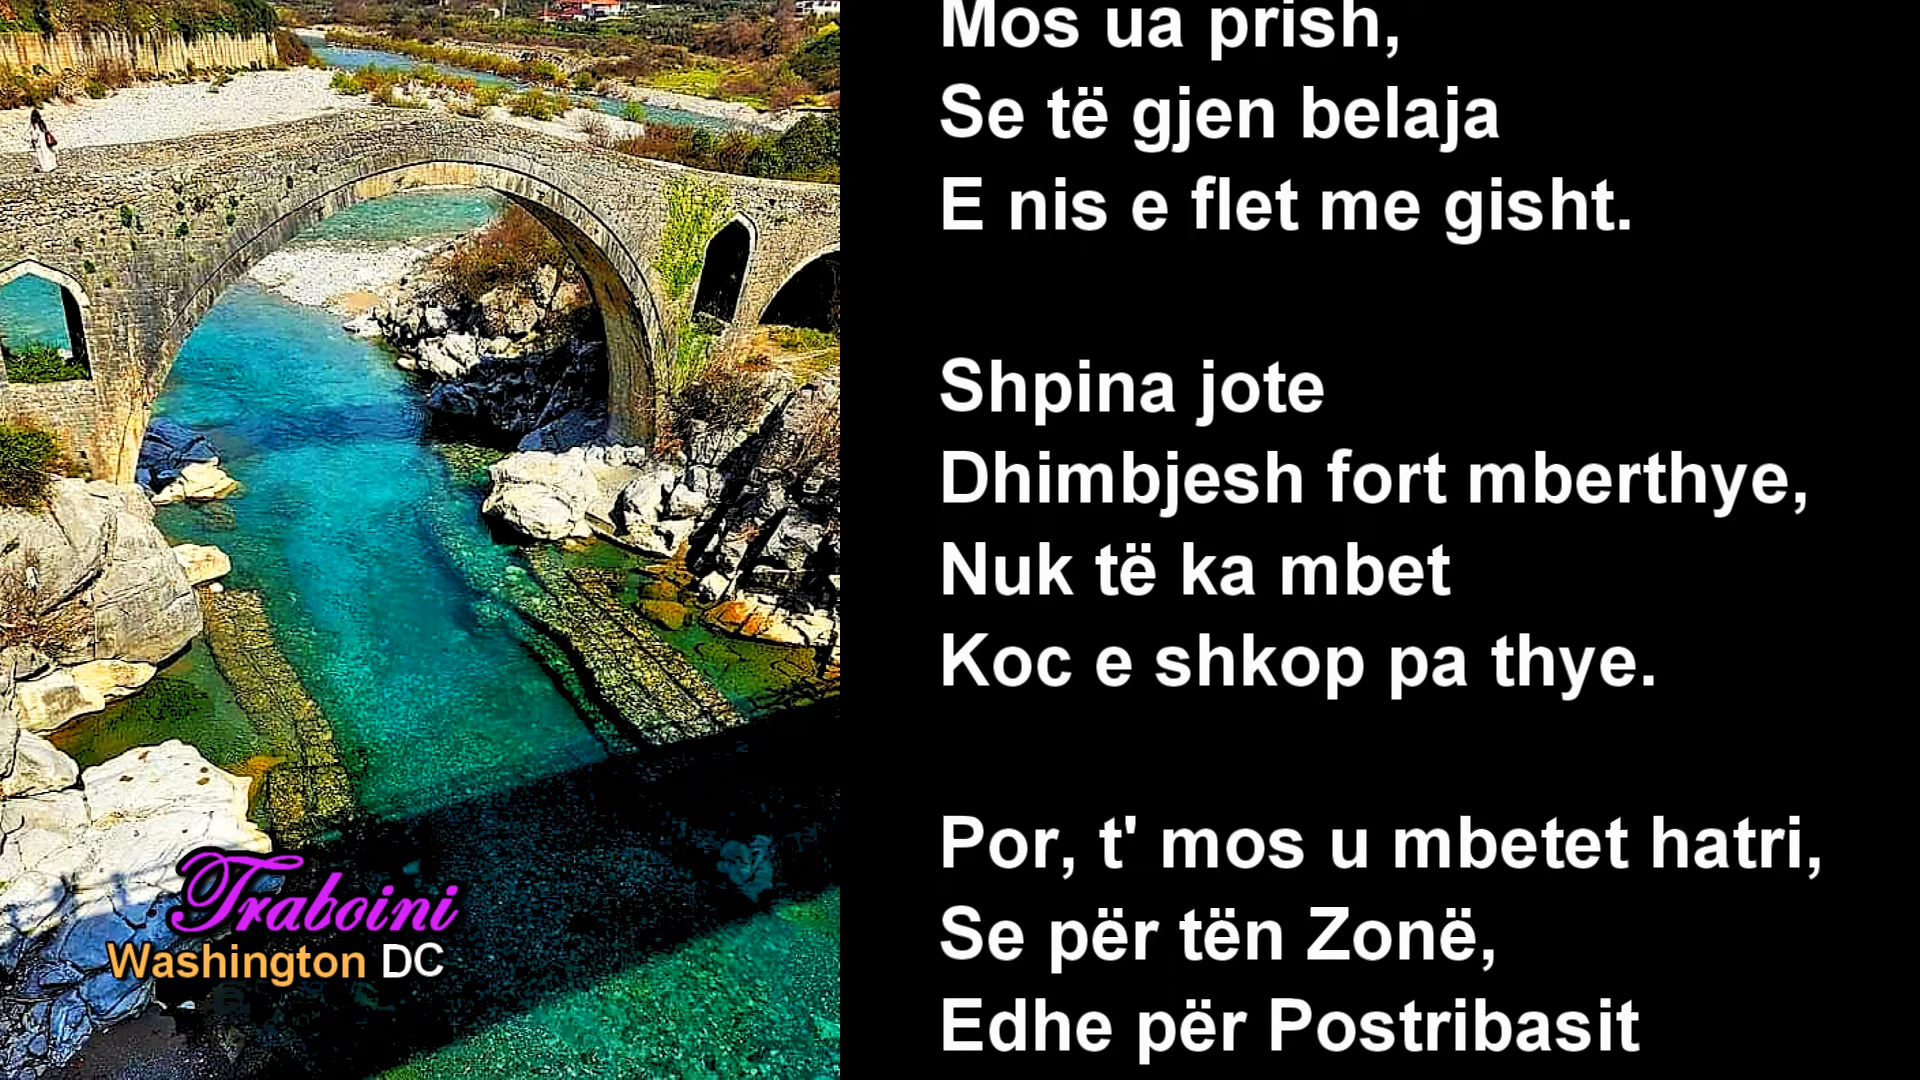 Mos ua prish,
Se të gjen belaja
E nis e flet me gisht.
Shpina jote
Dhimbjesh fort mberthye,
Nuk të ka mbet
Koc e shkop pa thye.
Por, t' mos u mbetet hatri,
Se për tën Zonë,
Edhe për Postribasit
Traboini
Washington DC